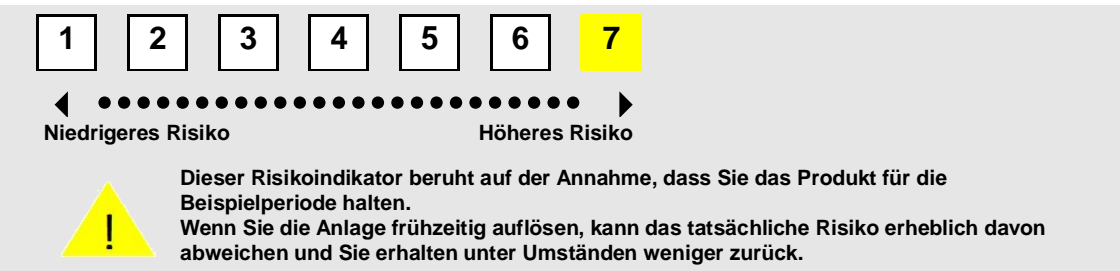 1 2 3 4 5 6 7
Niedrigeres Risiko Höheres Risiko
!
Dieser Risikoindikator beruht auf der Annahme, dass Sie das Produkt für die
Beispielperiode halten.
Wenn Sie die Anlage frühzeitig auflösen, kann das tatsächliche Risiko erheblich davon
abweichen und Sie erhalten unter Umständen weniger zurück.